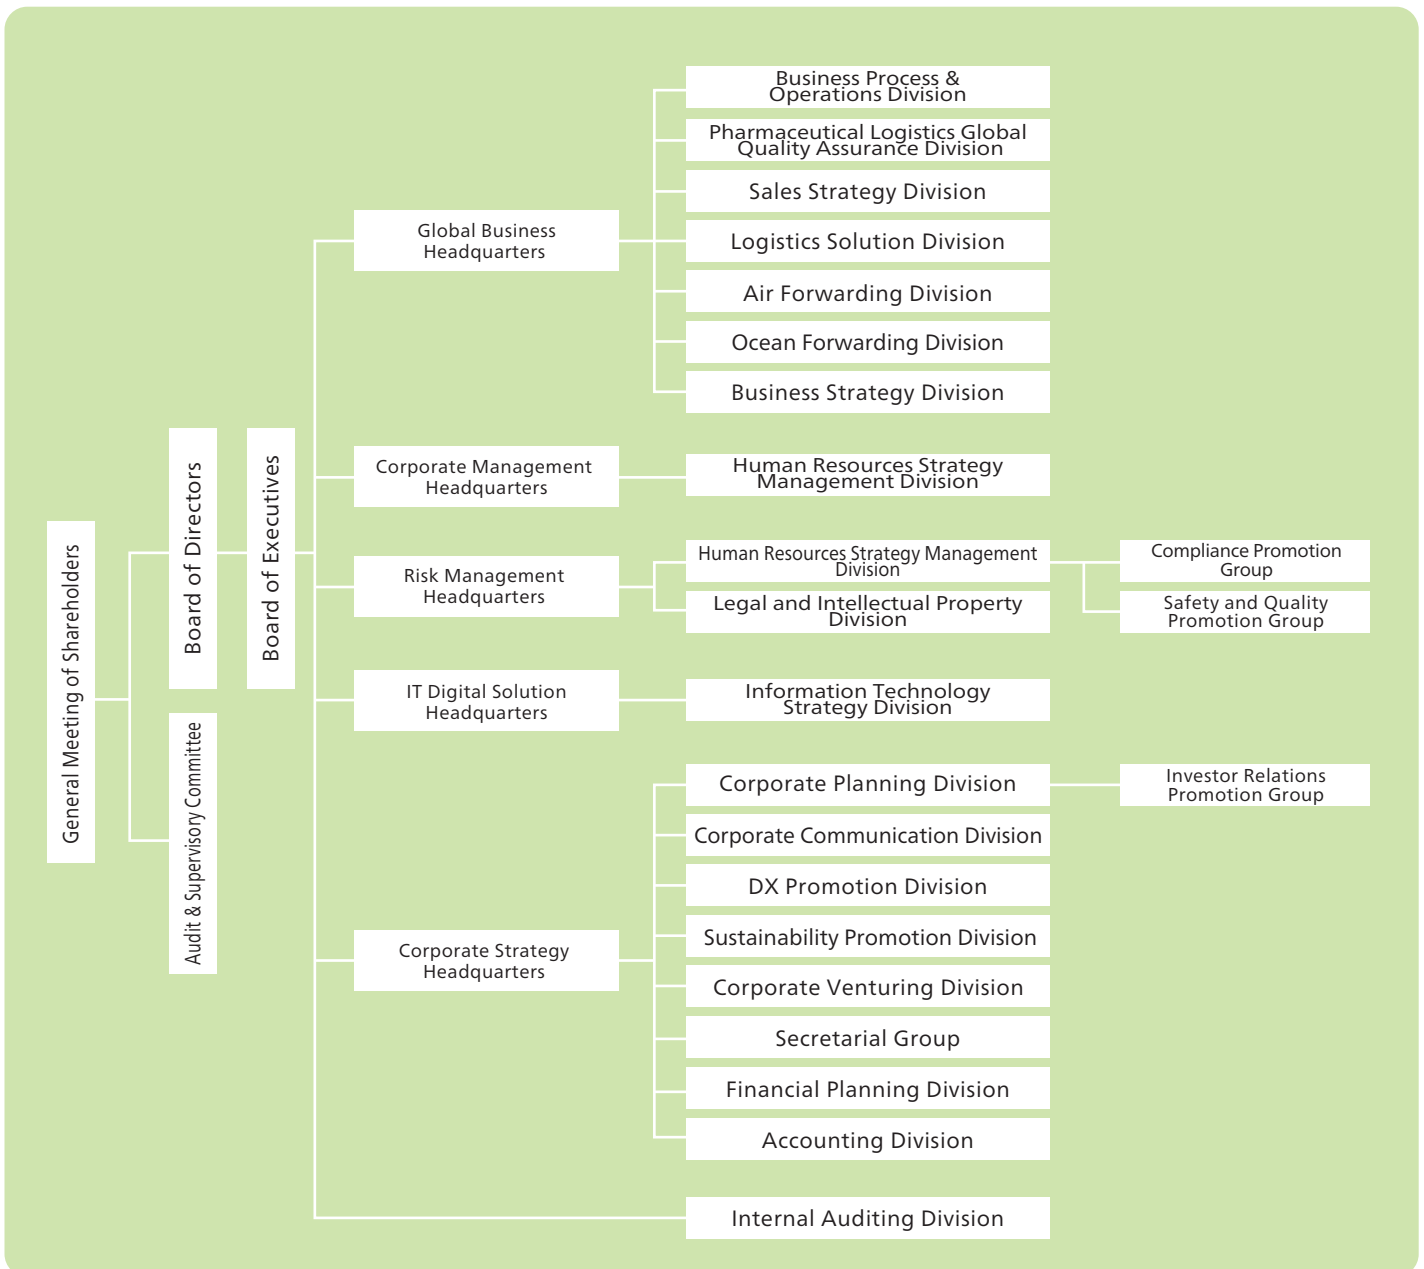 General Meeting of Shareholders
Board of Directors
Audit & Supervisory Committee
Board of Executives
Global Business
Headquarters
Business Process &
Operations Division
Pharmaceutical Logistics Global
Quality Assurance Division
Sales Strategy Division
Logistics Solution Division
Air Forwarding Division
Ocean Forwarding Division
Business Strategy Division
Corporate Management
Headquarters
Human Resources Strategy
Management Division
Risk Management
Headquarters
Human Resources Strategy Management
Division
Compliance Promotion
Group
Safety and Quality
Promotion Group
Legal and Intellectual Property
Division
IT Digital Solution
Headquarters
Information Technology
Strategy Division
Corporate Strategy
Headquarters
Corporate Planning Division
Investor Relations
Promotion Group
Corporate Communication Division
DX Promotion Division
Sustainability Promotion Division
Corporate Venturing Division
Secretarial Group
Financial Planning Division
Accounting Division
Internal Auditing Division